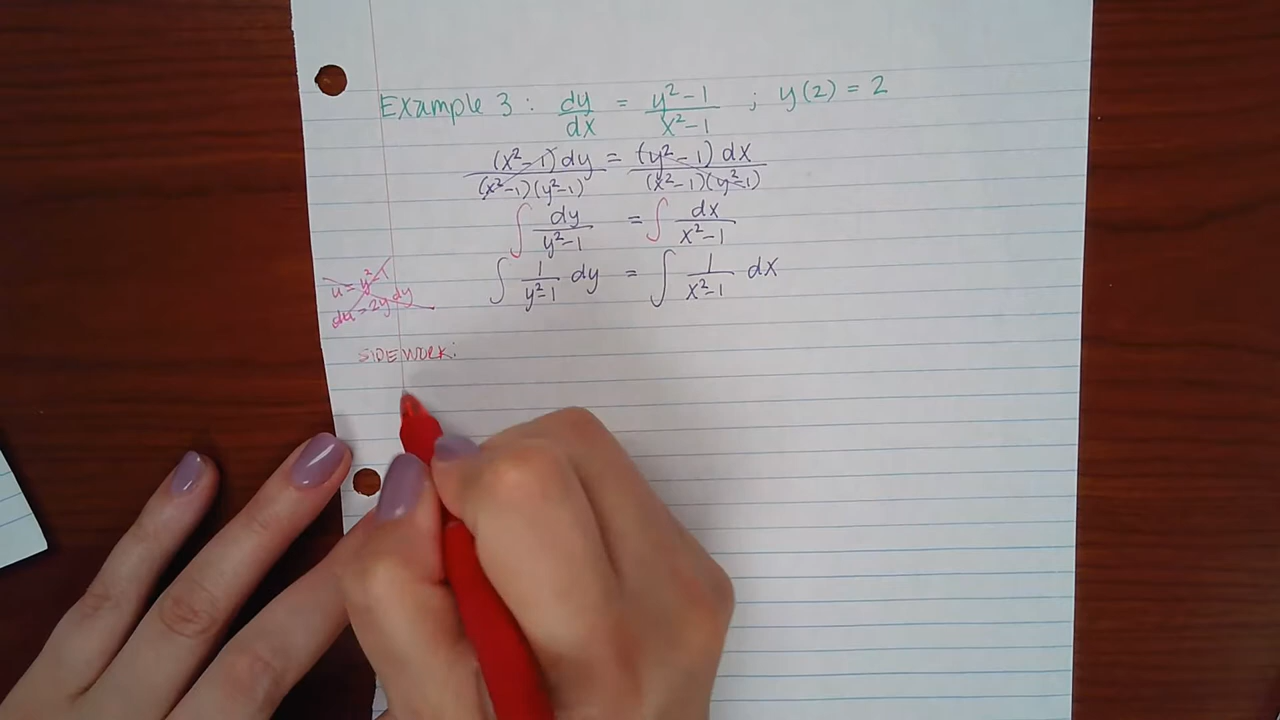 Example 3 : dy/dx = y²-1/x²-1 ; y(2) = 2
(x²-1)dy/(x²-1)(y²-1) = (y²-1)dx/(x²-1)(y²-1)
∫ dy/y²-1 = ∫ dx/x²-1
∫ 1/y²-1 dy = ∫ 1/x²-1 dx
u = y²-1
du = 2y dy
SIDE WORK: